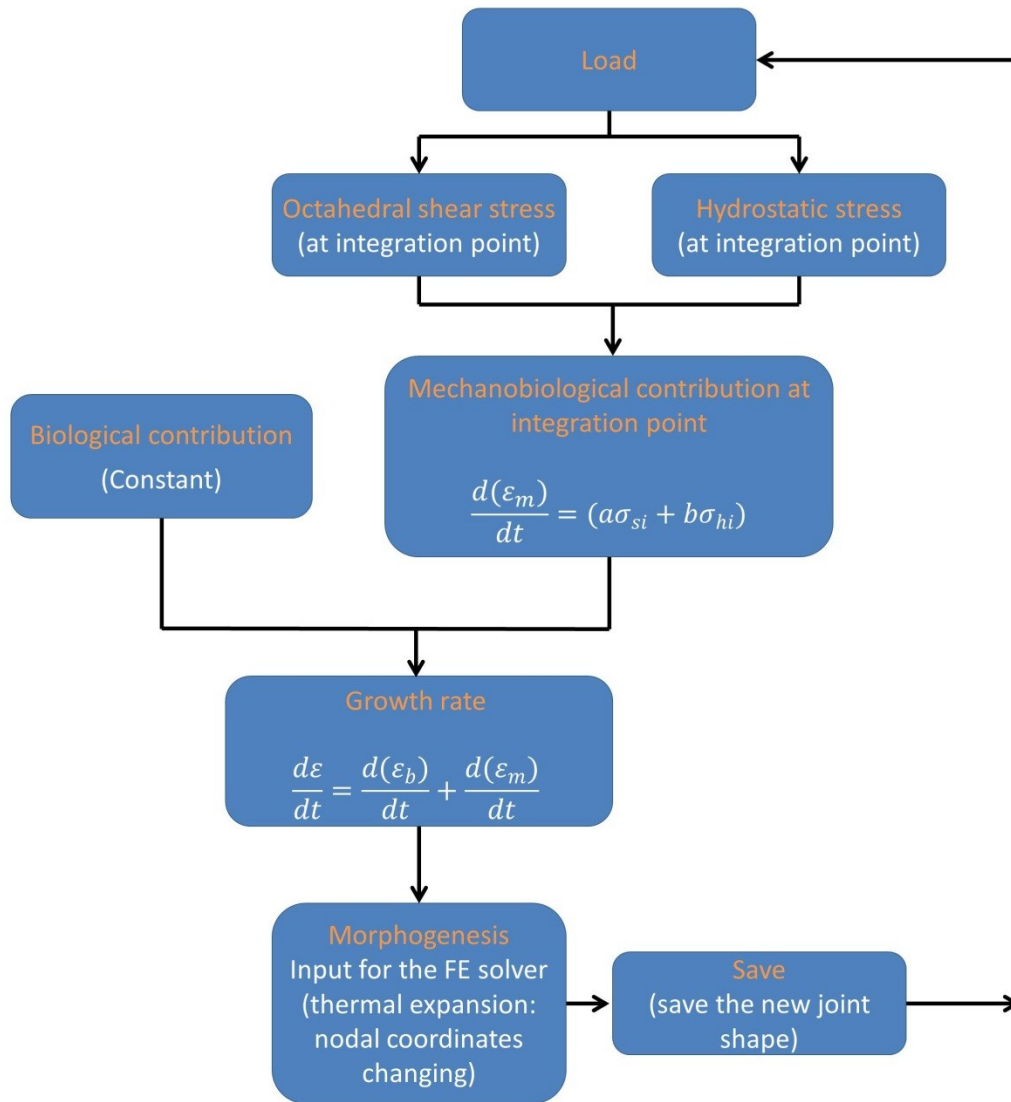 Load
Octahedral shear stress
(at integration point)
Hydrostatic stress
(at integration point)
Mechanobiological contribution at
integration point
d(ε_m)/dt = (aσ_si + bσ_hi)
Biological contribution
(Constant)
Growth rate
dε/dt = d(ε_b)/dt + d(ε_m)/dt
Morphogenesis
Input for the FE solver
(thermal expansion:
nodal coordinates
changing)
Save
(save the new joint
shape)